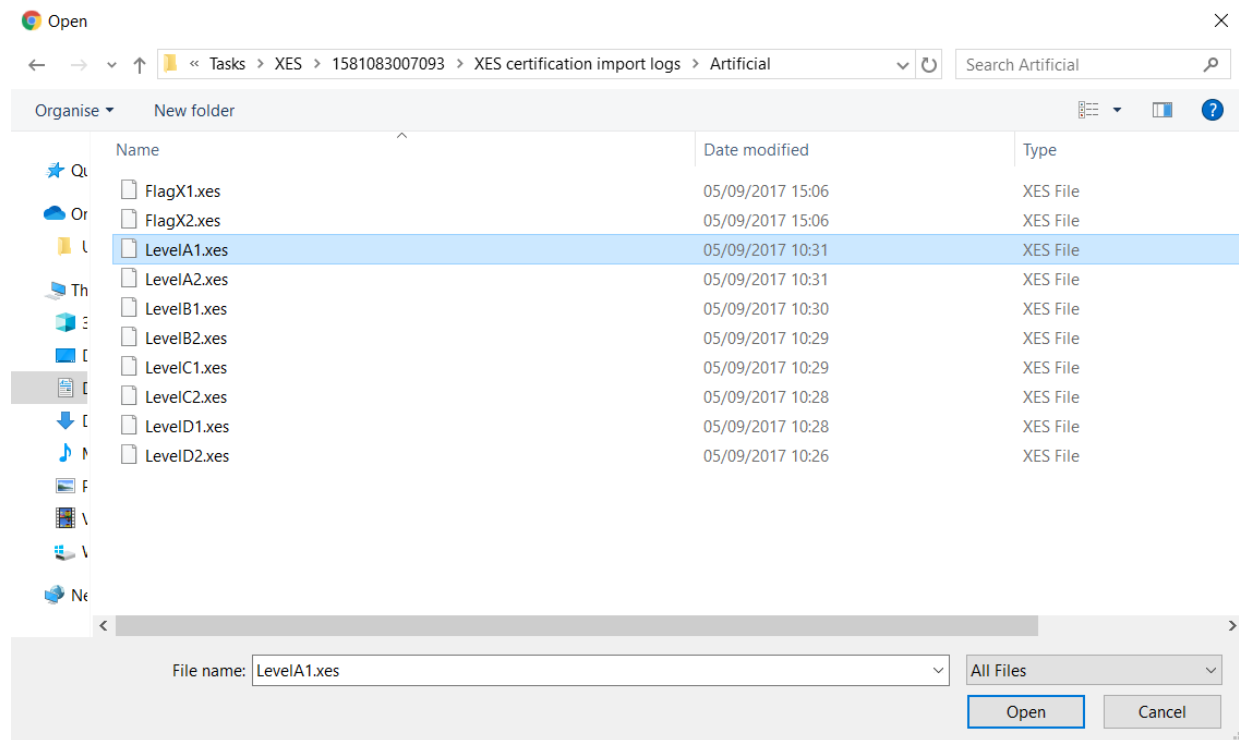 Open
« Tasks > XES > 1581083007093 > XES certification import logs > Artificial
Search Artificial
Organise New folder
Name Date modified Type
FlagX1.xes 05/09/2017 15:06 XES File
FlagX2.xes 05/09/2017 15:06 XES File
LevelA1.xes 05/09/2017 10:31 XES File
LevelA2.xes 05/09/2017 10:31 XES File
LevelB1.xes 05/09/2017 10:30 XES File
LevelB2.xes 05/09/2017 10:29 XES File
LevelC1.xes 05/09/2017 10:29 XES File
LevelC2.xes 05/09/2017 10:28 XES File
LevelD1.xes 05/09/2017 10:28 XES File
LevelD2.xes 05/09/2017 10:26 XES File
File name: LevelA1.xes All Files
Open Cancel